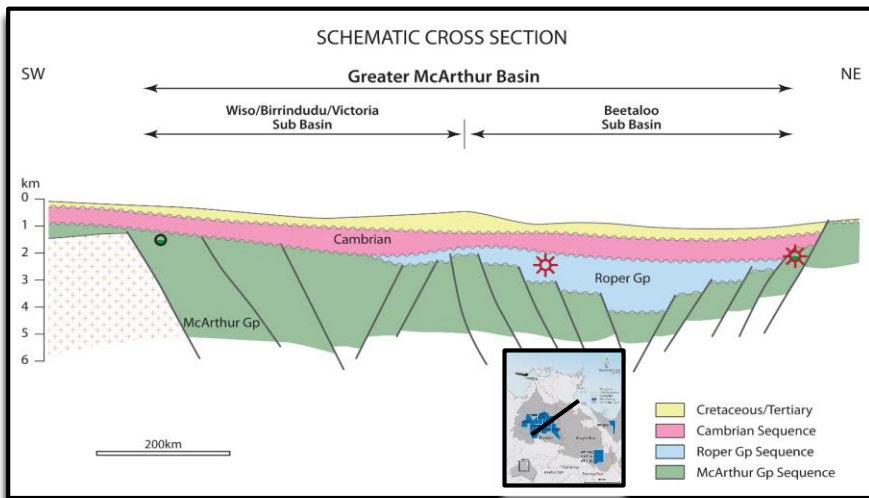 SCHEMATIC CROSS SECTION
SW
NE
Greater McArthur Basin
Wiso/Birrindudu/Victoria
Sub Basin
Beetaloo
Sub Basin
km
0
1
2
3
4
5
6
Cambrian
Roper Gp
McArthur Gp
200km
Cretaceous/Tertiary
Cambrian Sequence
Roper Gp Sequence
McArthur Gp Sequence